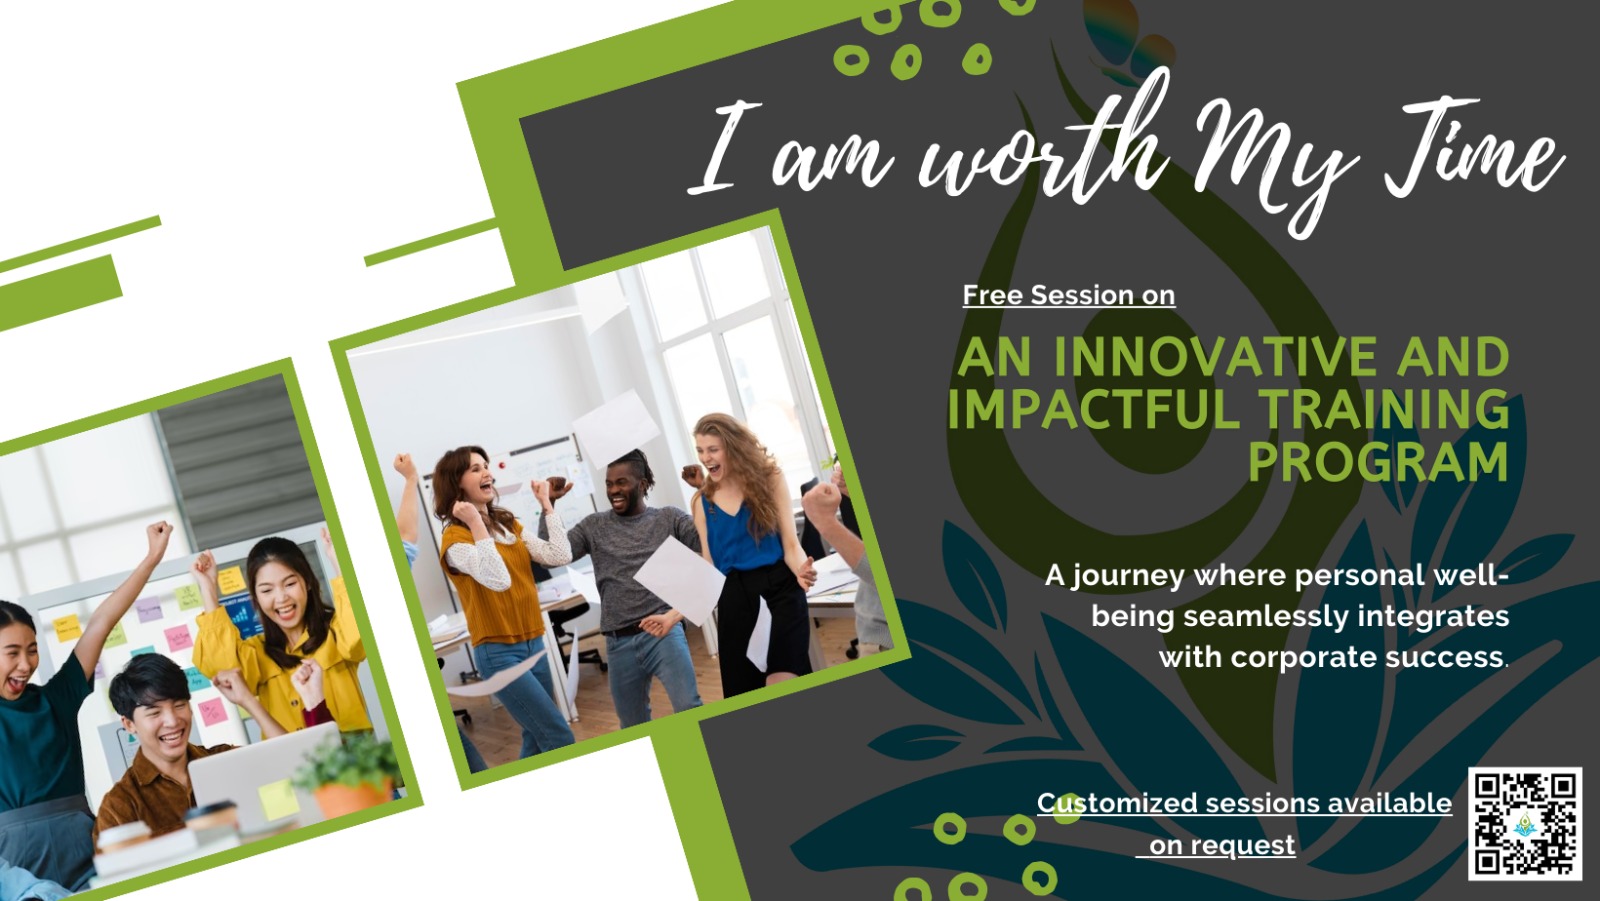 I am worth My Time
Free Session on
AN INNOVATIVE AND
IMPACTFUL TRAINING
PROGRAM
A journey where personal well-
being seamlessly integrates
with corporate success.
Customized sessions available
on request